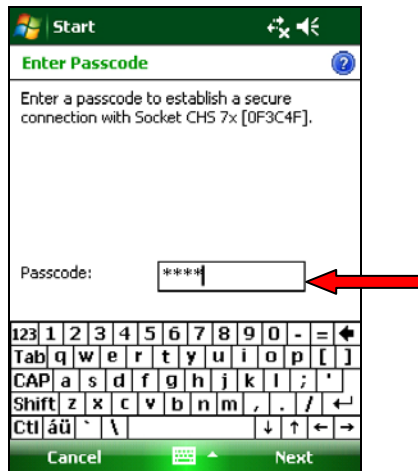 Start
Enter Passcode ?
Enter a passcode to establish a secure
connection with Socket CHS 7x [0F3C4F].
Passcode: ****
123 1 2 3 4 5 6 7 8 9 0 - =
Tab q w e r t y u i o p [ ]
CAP a s d f g h j k l ; '
Shift z x c v b n m , . / ↵
Ctl áü ` \ ↓ ↑ ← →
Cancel Next